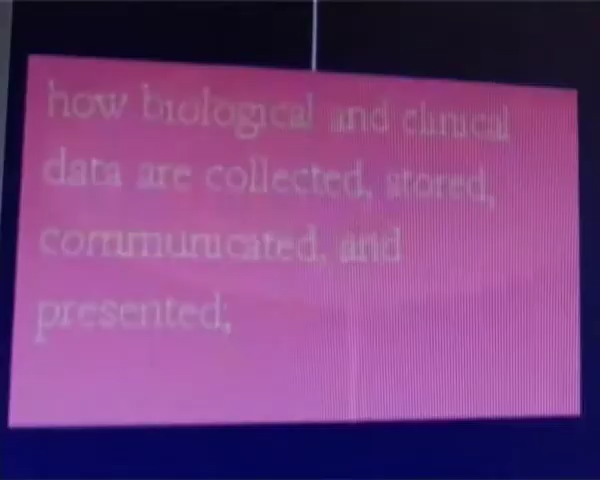 how biological and clinical
data are collected, stored,
communicated, and
presented;